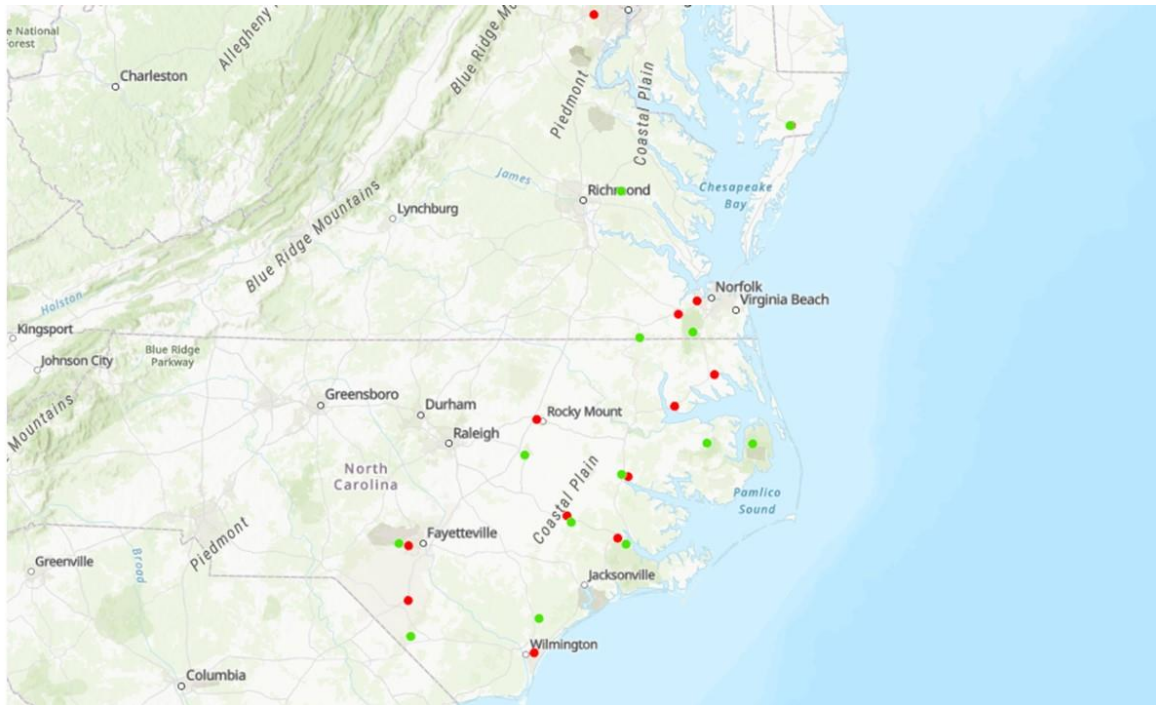 e National
Forest
Allegheny
Blue Ridge Mo
Charleston
Piedmont
Coastal Plain
James
Richmond
Chesapeake
Bay
Lynchburg
Blue Ridge Mountains
Norfolk
Virginia Beach
Holston
Kingsport
Johnson City
Blue Ridge
Parkway
Mountains
Greensboro
Durham
Rocky Mount
Raleigh
North
Carolina
Coastal Plain
Pamlico
Sound
Piedmont
Fayetteville
Greenville
Broad
Jacksonville
Wilmington
Columbia